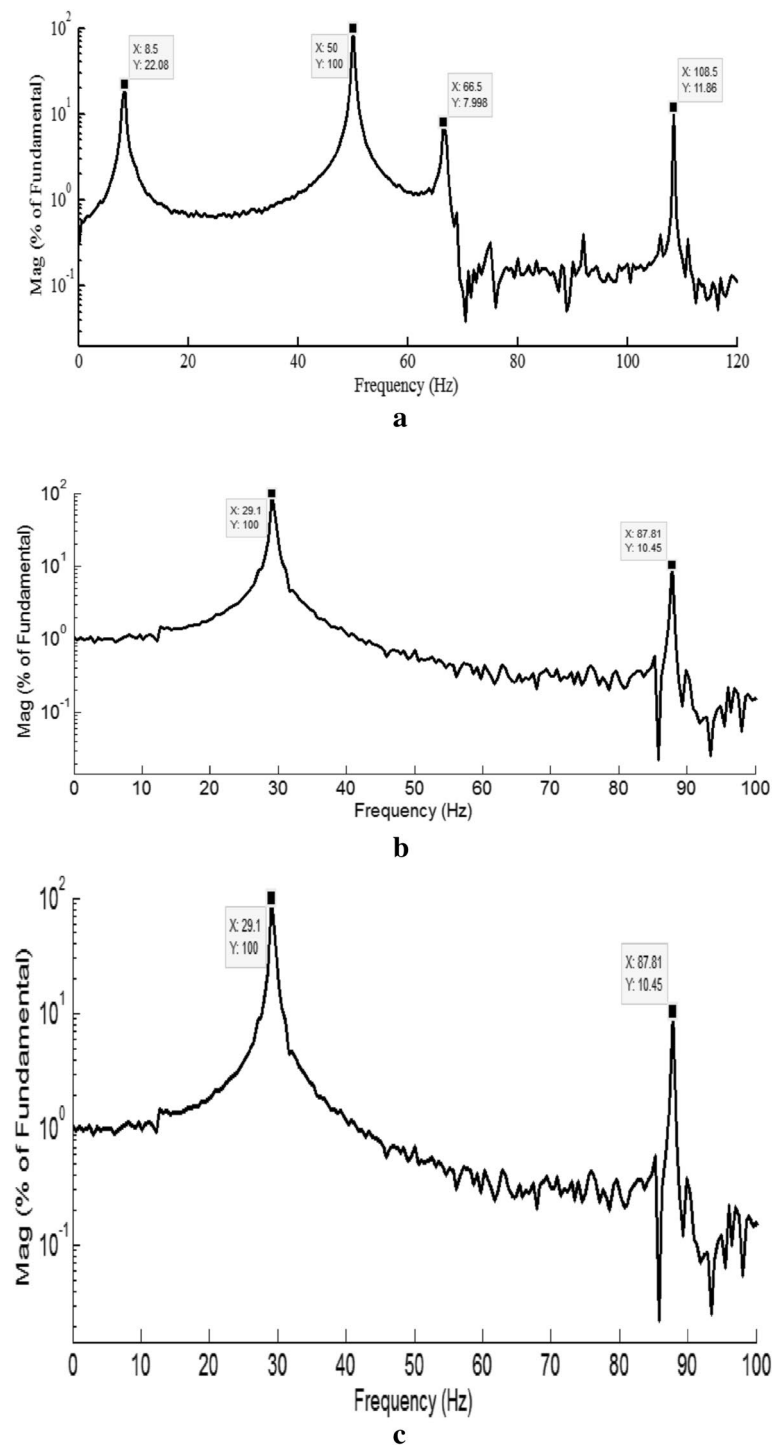 Mag (% of Fundamental)
10^2
10^1
10^0
10^-1
X: 8.5
Y: 22.08
X: 50
Y: 100
X: 66.5
Y: 7.998
X: 108.5
Y: 11.86
0 20 40 60 80 100 120
Frequency (Hz)
a
Mag (% of Fundamental)
10^2
10^1
10^0
10^-1
X: 29.1
Y: 100
X: 87.81
Y: 10.45
0 10 20 30 40 50 60 70 80 90 100
Frequency (Hz)
b
Mag (% of Fundamental)
10^2
10^1
10^0
10^-1
X: 29.1
Y: 100
X: 87.81
Y: 10.45
0 10 20 30 40 50 60 70 80 90 100
Frequency (Hz)
c